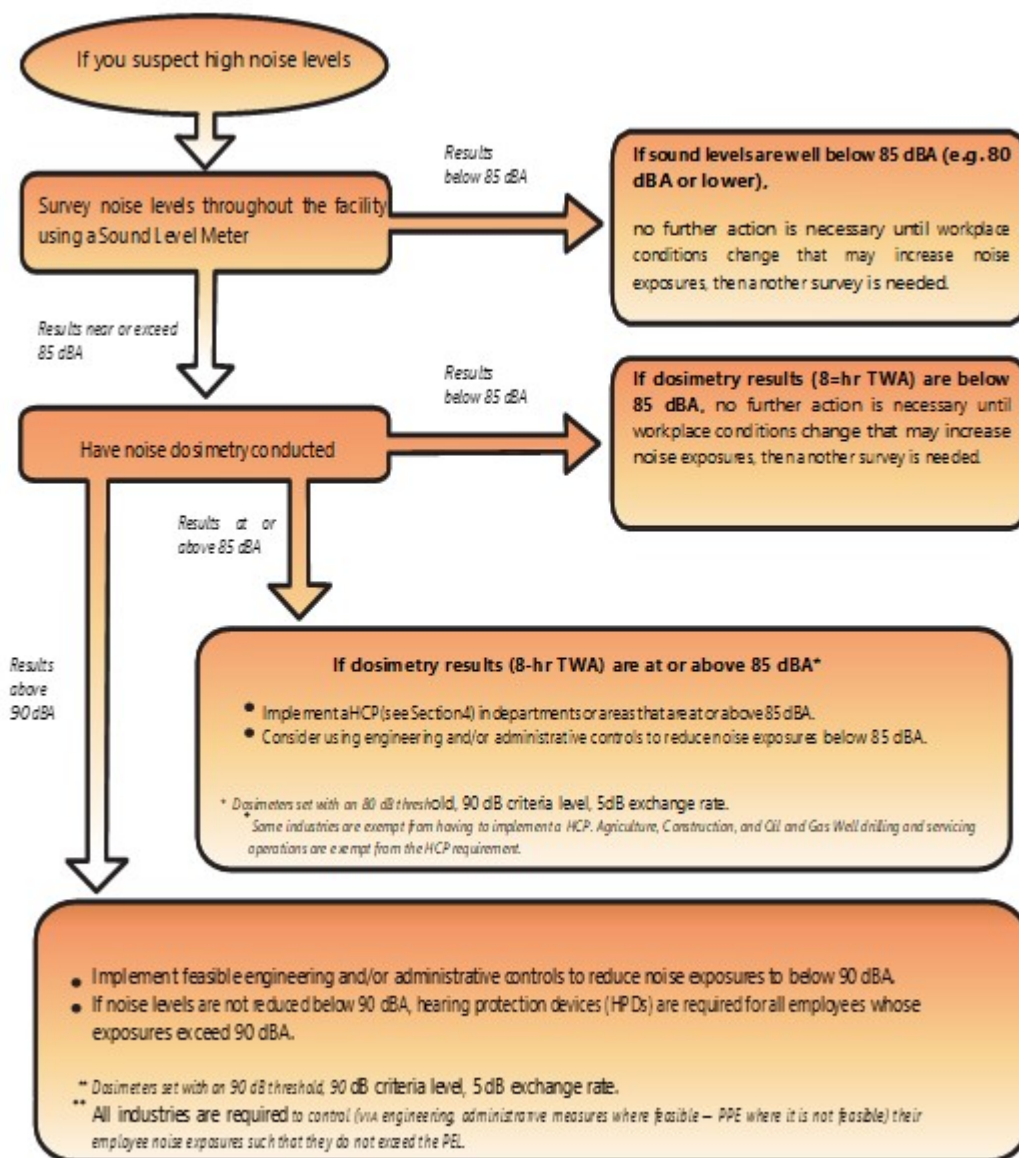 If you suspect high noise levels
Results
below 85 dBA
Survey noise levels throughout the facility
using a Sound Level Meter
If sound levels are well below 85 dBA (e.g. 80
dBA or lower),
no further action is necessary until workplace
conditions change that may increase noise
exposures, then another survey is needed.
Results near or exceed
85 dBA
Results
below 85 dBA
Have noise dosimetry conducted
If dosimetry results (8=hr TWA) are below
85 dBA, no further action is necessary until
workplace conditions change that may increase
noise exposures, then another survey is needed.
Results at or
above 85 dBA
Results
above
90 dBA
If dosimetry results (8-hr TWA) are at or above 85 dBA*
• Implement a HCP (see Section 4) in departments or areas that are at or above 85 dBA.
• Consider using engineering and/or administrative controls to reduce noise exposures below 85 dBA.
* Dosimeters set with an 80 dB threshold, 90 dB criteria level, 5dB exchange rate.
* Some industries are exempt from having to implement a HCP. Agriculture, Construction, and Oil and Gas Well drilling and servicing
operations are exempt from the HCP requirement.
• Implement feasible engineering and/or administrative controls to reduce noise exposures to below 90 dBA.
• If noise levels are not reduced below 90 dBA, hearing protection devices (HPDs) are required for all employees whose
exposures exceed 90 dBA.
** Dosimeters set with an 90 dB threshold, 90 dB criteria level, 5 dB exchange rate.
** All industries are required to control (VIA engineering, administrative measures where feasible – PPE where it is not feasible) their
employee noise exposures such that they do not exceed the PEL.